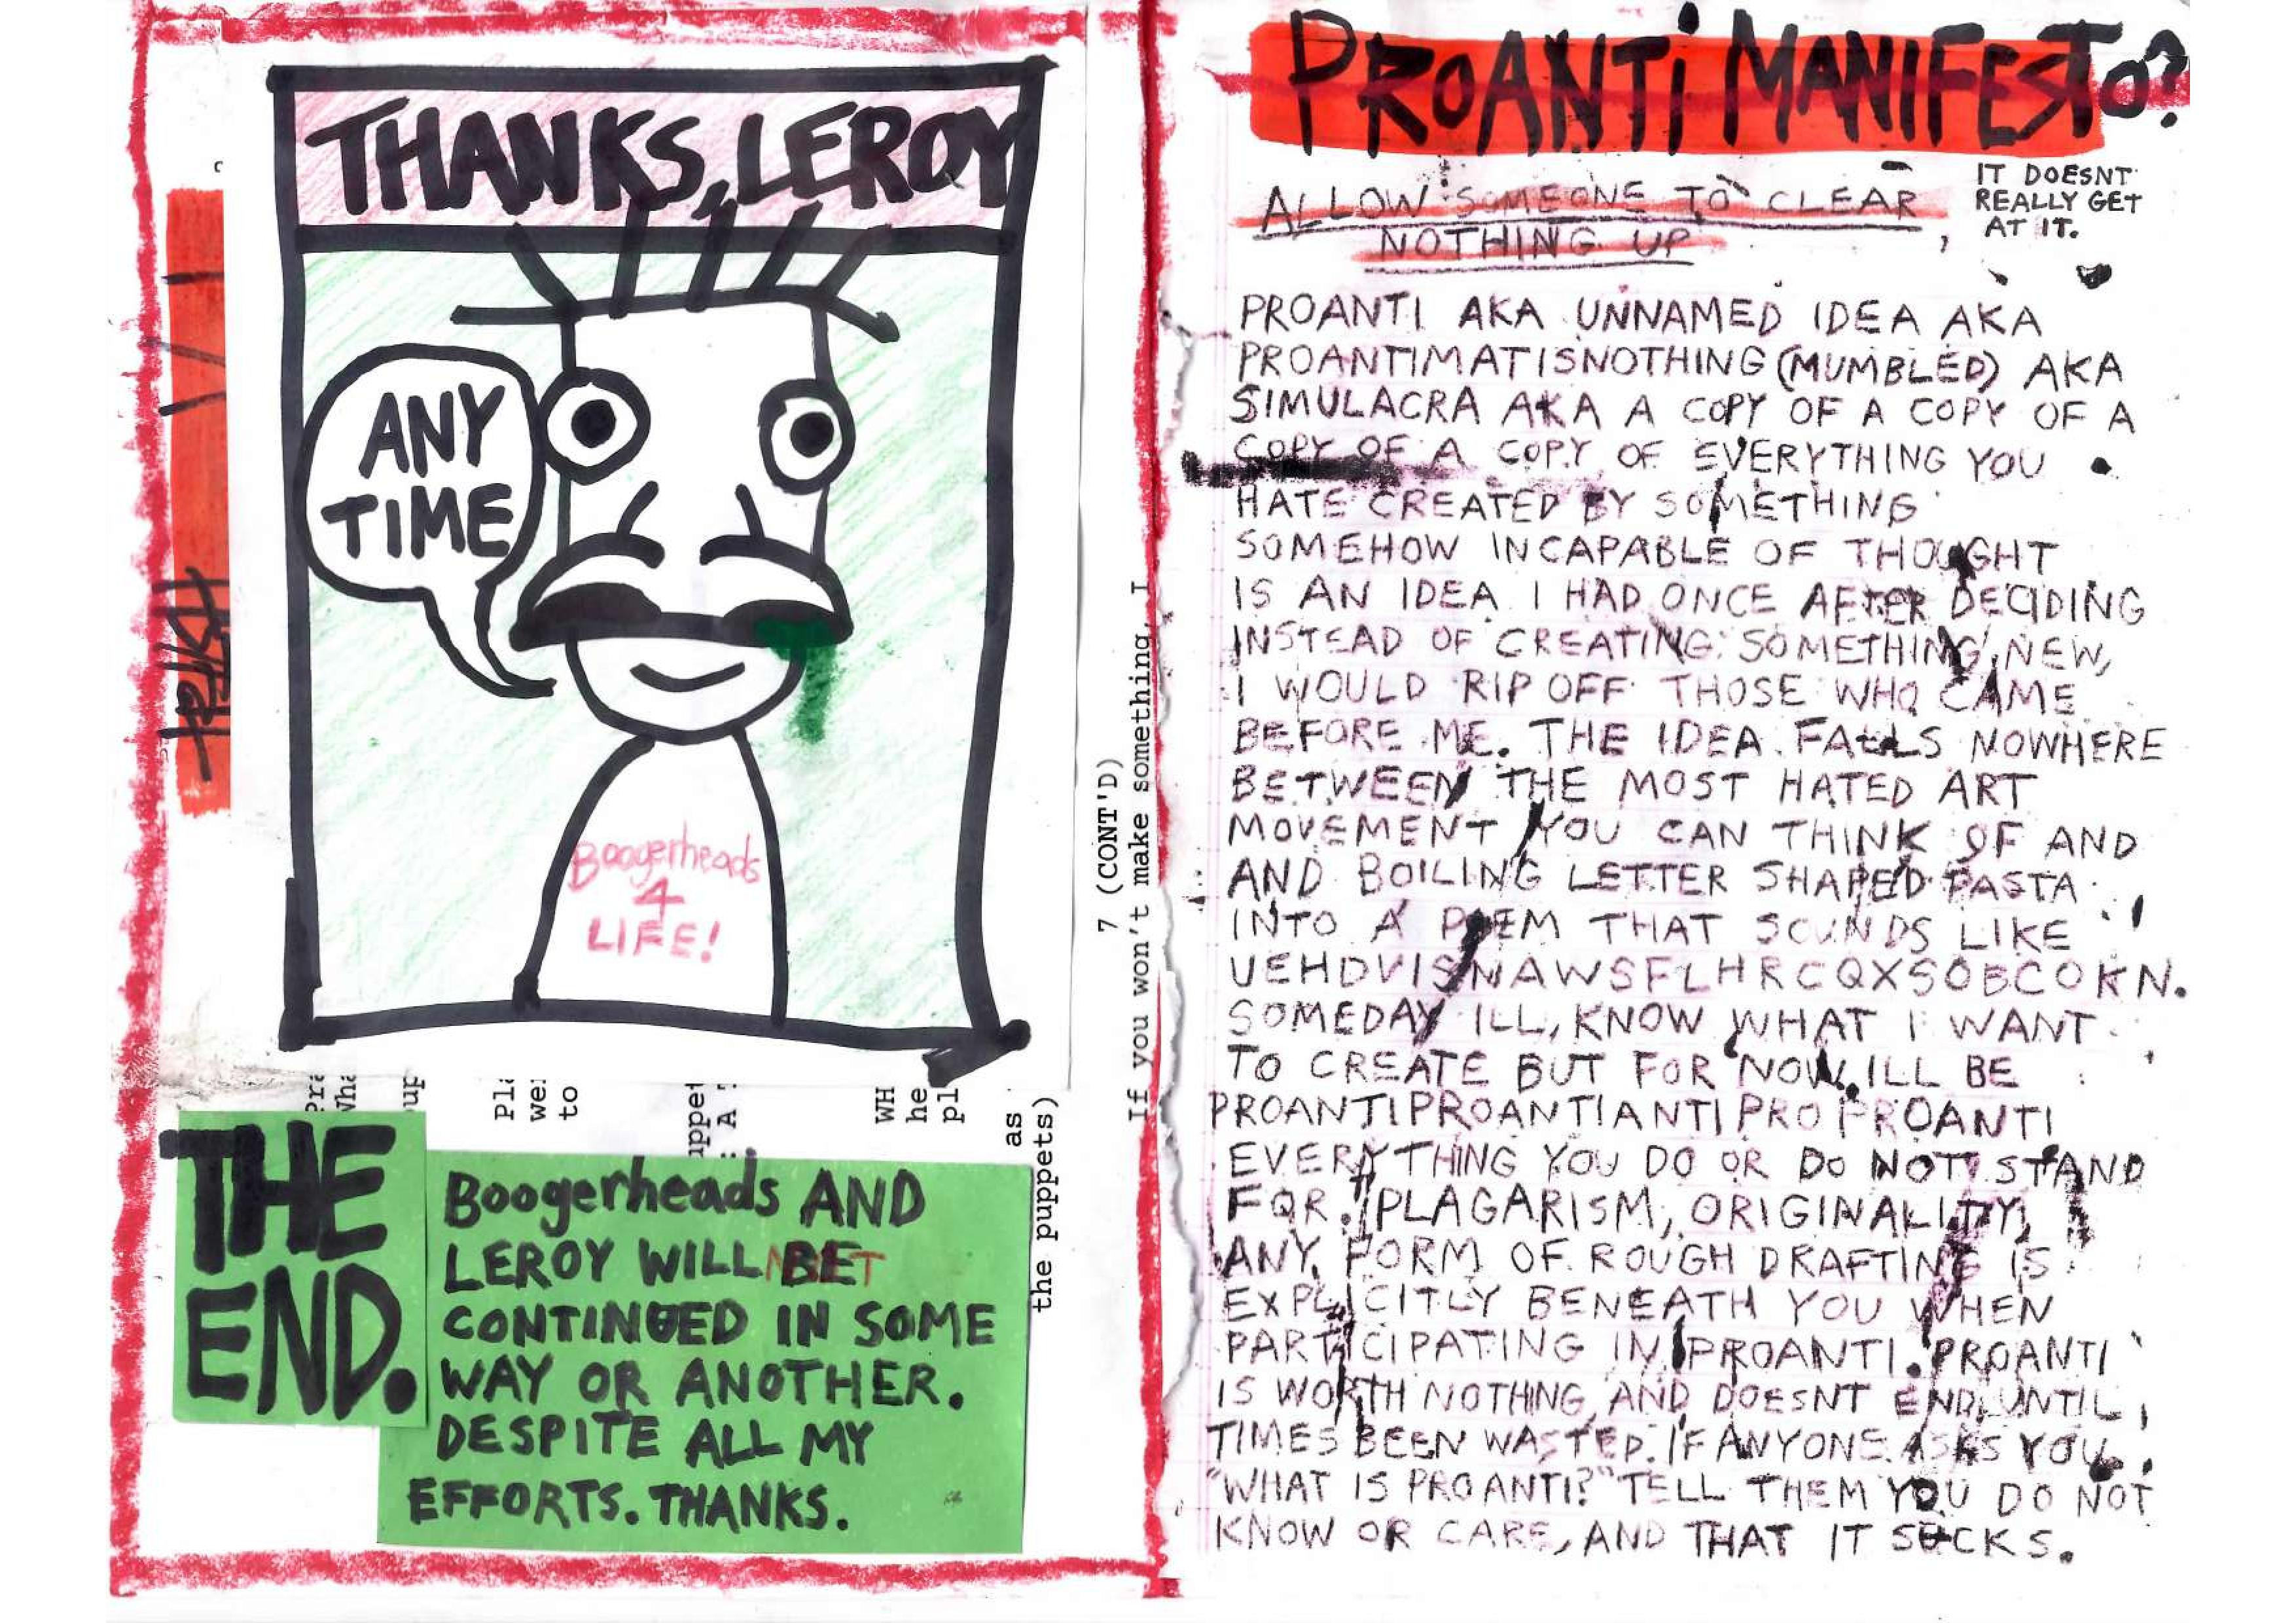 THANKS, LEROY
ANY
TIME
Boogerheads
4
LIFE!
7 (CONT'D)
If you won't make something, I
to
WH
he
as
the puppets)
THE
END.
Boogerheads AND
LEROY WILL BE
CONTINUED IN SOME
WAY OR ANOTHER.
DESPITE ALL MY
EFFORTS. THANKS.
PROANTI MANIFESTO?
ALLOW SOMEONE TO CLEAR
NOTHING UP,
IT DOESNT
REALLY GET
AT IT.
PROANTI AKA UNNAMED IDEA AKA
PROANTIMATISNOTHING (MUMBLED) AKA
SIMULACRA AKA A COPY OF A COPY OF A
COPY OF A COPY OF EVERYTHING YOU
HATE CREATED BY SOMETHING
SOMEHOW INCAPABLE OF THOUGHT
IS AN IDEA I HAD ONCE AFTER DECIDING
INSTEAD OF CREATING SOMETHING NEW,
I WOULD RIP OFF THOSE WHO CAME
BEFORE ME. THE IDEA FALLS NOWHERE
BETWEEN THE MOST HATED ART
MOVEMENT YOU CAN THINK OF AND
AND BOILING LETTER SHAPED PASTA
INTO A POEM THAT SOUNDS LIKE
UEHDVISNAWSFLHRCQXSOBCOKN.
SOMEDAY ILL, KNOW WHAT I WANT
TO CREATE BUT FOR NOW ILL BE
PROANTIPROANTIANTIPROPROANTI
EVERYTHING YOU DO OR DO NOT STAND
FOR. PLAGARISM, ORIGINALITY,
ANY FORM OF ROUGH DRAFTING IS
EXPLICITLY BENEATH YOU WHEN
PARTICIPATING IN PROANTI. PROANTI
IS WORTH NOTHING, AND DOESNT END UNTIL
TIMES BEEN WASTED. IF ANYONE ASKS YOU
"WHAT IS PROANTI?" TELL THEM YOU DO NOT
KNOW OR CARE, AND THAT IT SUCKS.